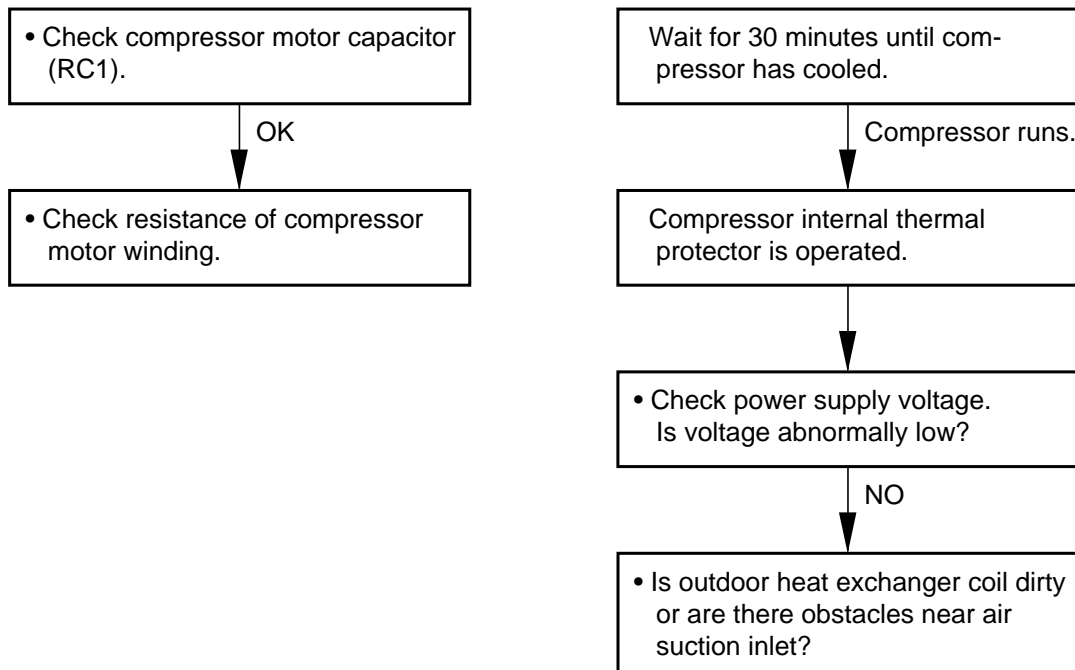 • Check compressor motor capacitor
(RC1).
OK
• Check resistance of compressor
motor winding.
Wait for 30 minutes until com-
pressor has cooled.
Compressor runs.
Compressor internal thermal
protector is operated.
• Check power supply voltage.
Is voltage abnormally low?
NO
• Is outdoor heat exchanger coil dirty
or are there obstacles near air
suction inlet?